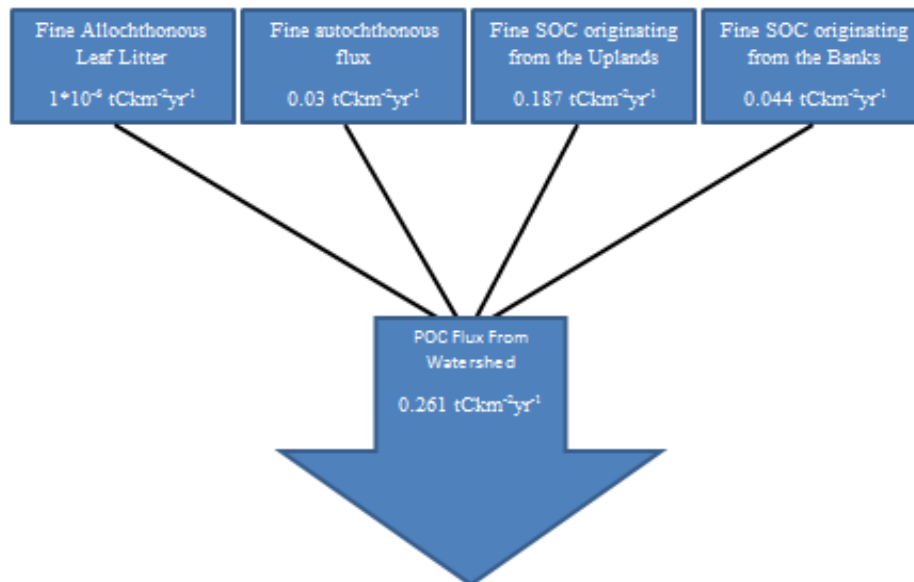 Fine Allochthonous
Leaf Litter
1*10⁻⁶ tCkm⁻²yr⁻¹
Fine autochthonous
flux
0.03 tCkm⁻²yr⁻¹
Fine SOC originating
from the Uplands
0.187 tCkm⁻²yr⁻¹
Fine SOC originating
from the Banks
0.044 tCkm⁻²yr⁻¹
POC Flux From
Watershed
0.261 tCkm⁻²yr⁻¹